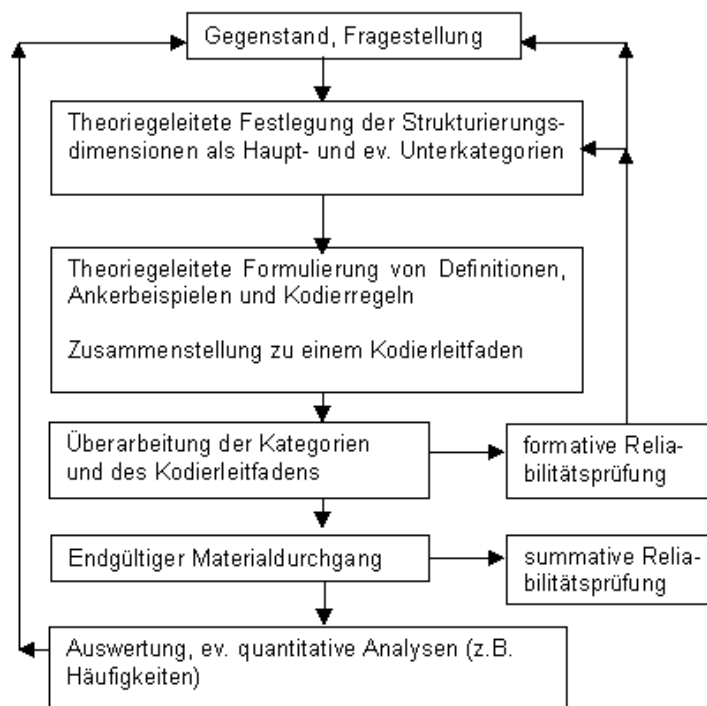 Gegenstand, Fragestellung
Theoriegeleitete Festlegung der Strukturierungs-
dimensionen als Haupt- und ev. Unterkategorien
Theoriegeleitete Formulierung von Definitionen,
Ankerbeispielen und Kodierregeln
Zusammenstellung zu einem Kodierleitfaden
Überarbeitung der Kategorien
und des Kodierleitfadens
formative Relia-
bilitätsprüfung
Endgültiger Materialdurchgang
summative Relia-
bilitätsprüfung
Auswertung, ev. quantitative Analysen (z.B.
Häufigkeiten)